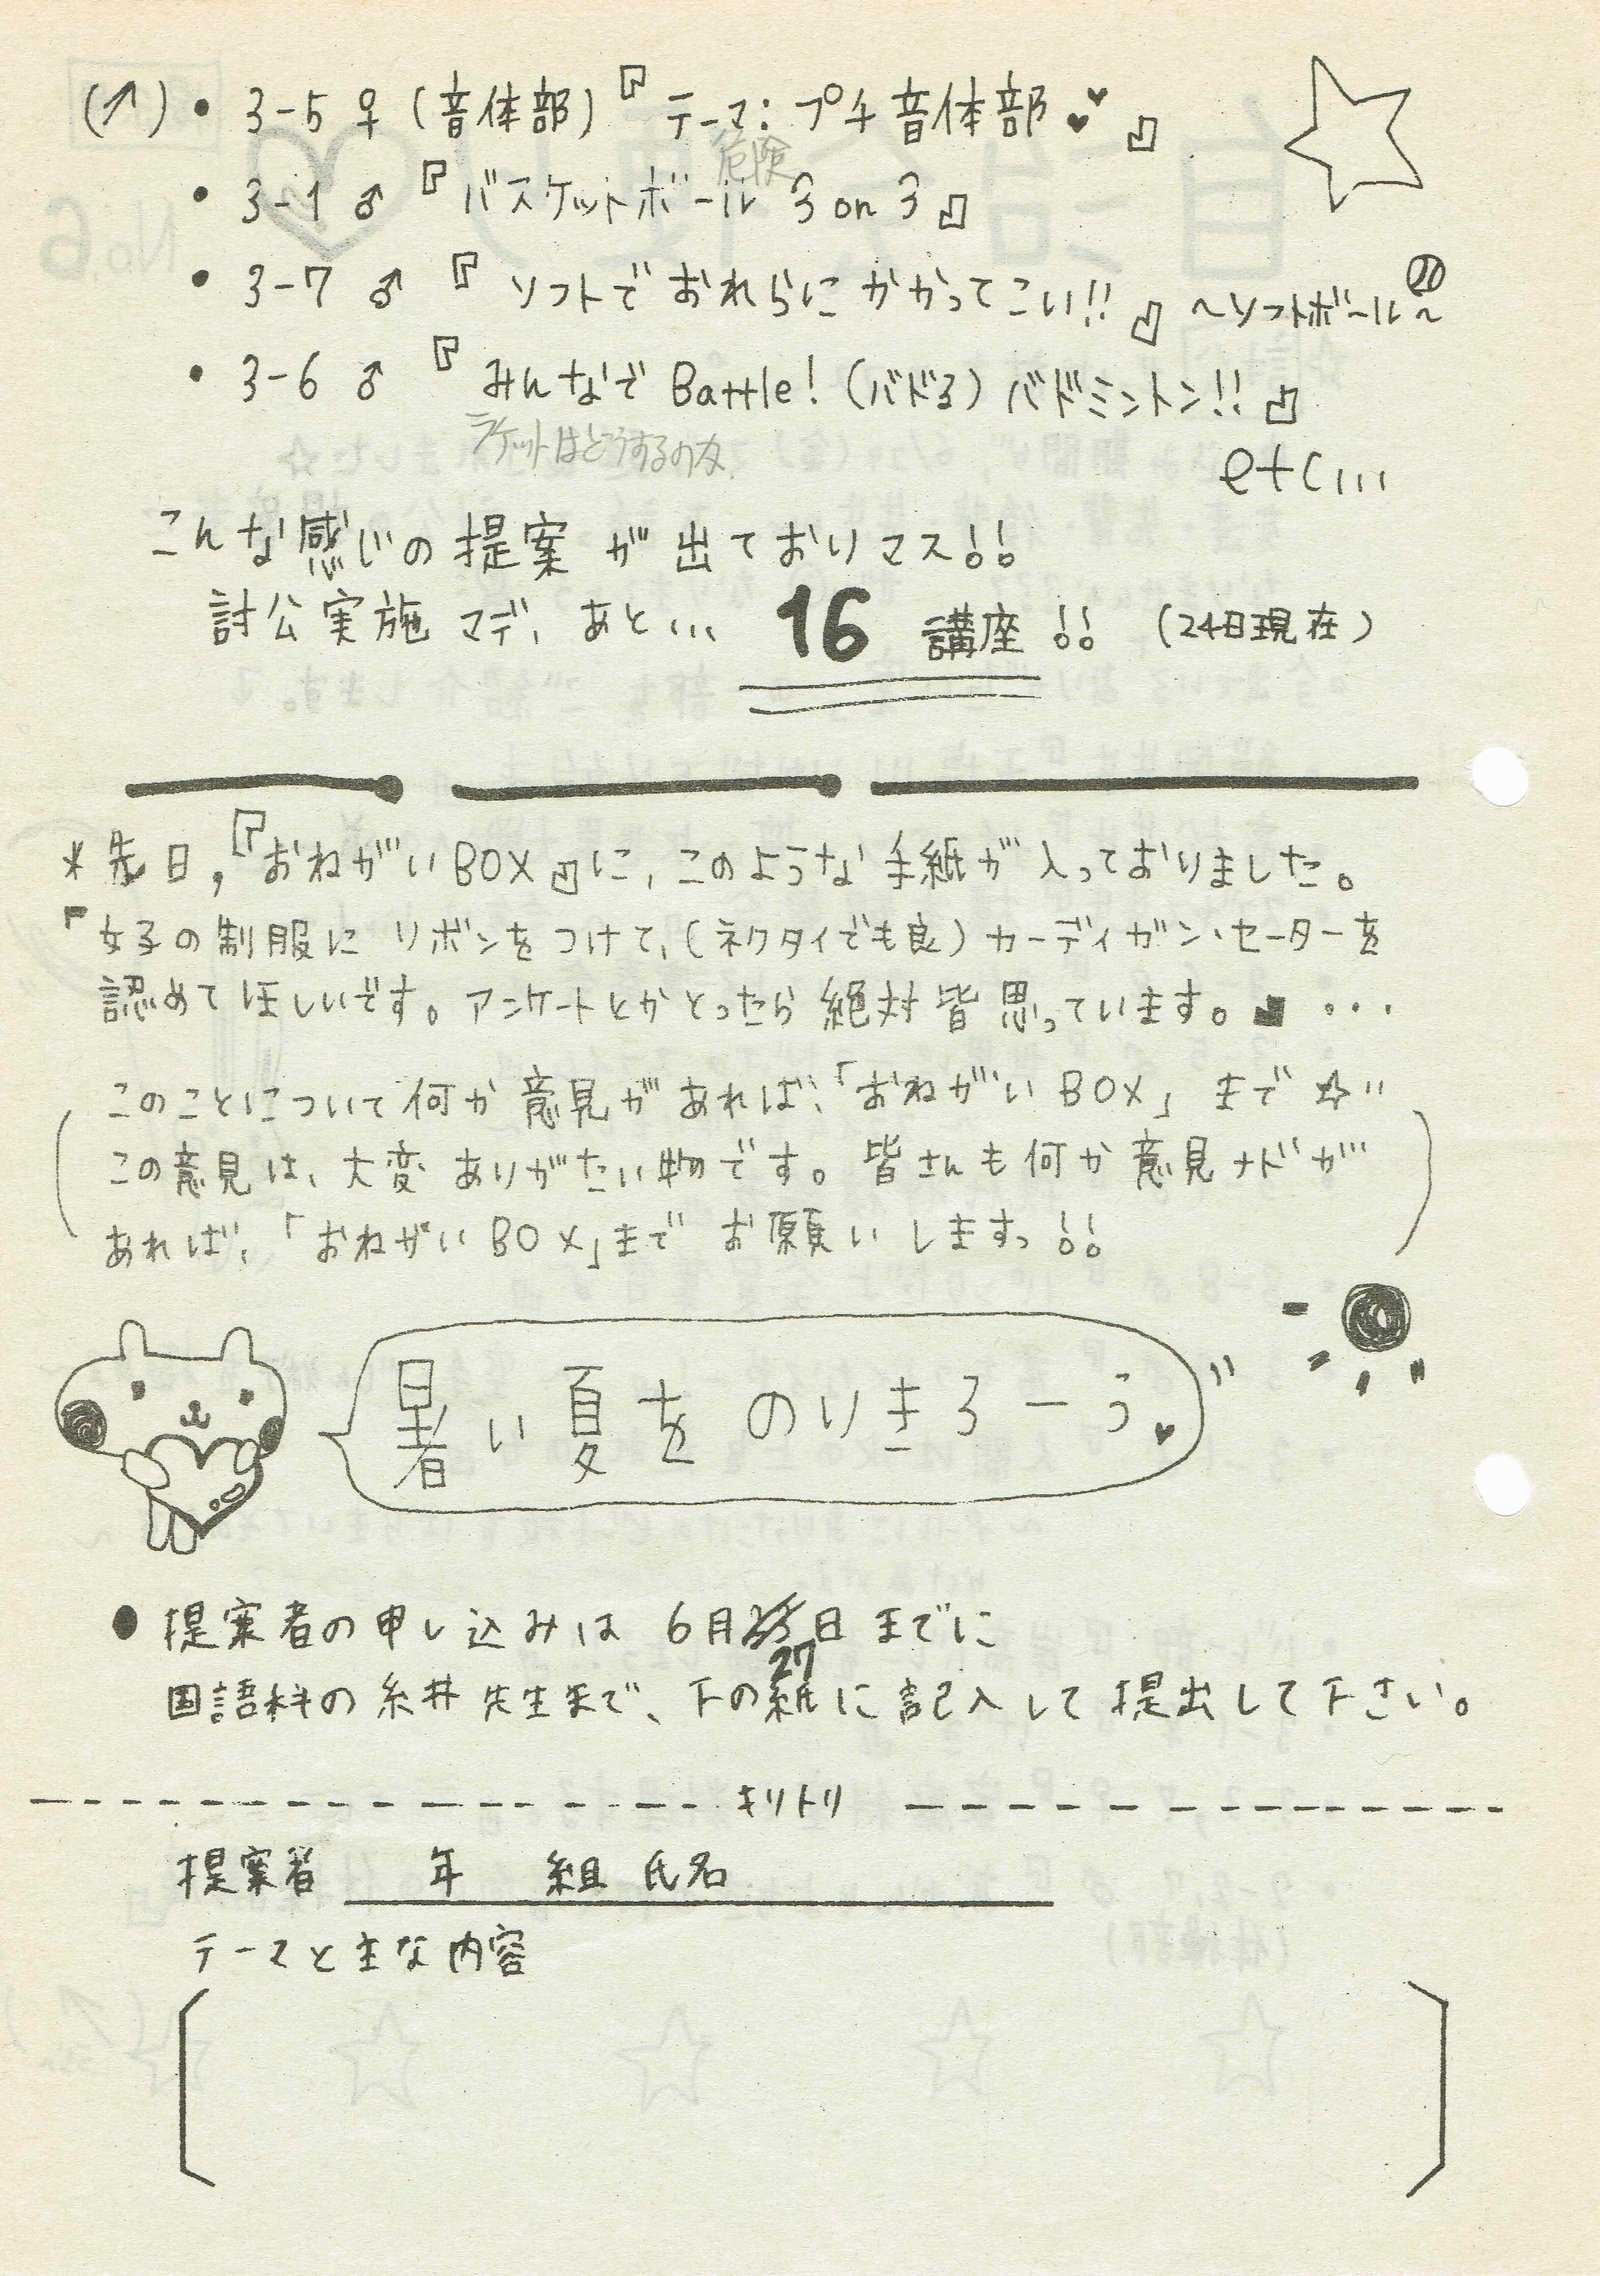 (↗)・3-5♀(音体部)『テーマ:プチ音体部♥♥』
危険
・3-1♂『バスケットボール 3on3』
・3-7♂『ソフトでおれらにかかってこい!!』~ソフトボール~
・3-6♂『みんなでBattle!(バドる)バドミントン!!』
ラケットはどうするのか
etc...
こんな感じの提案が出ておりマス!!
討公実施マデ、あと... 16 講座!!(24日現在)
*先日,『おねがいBOX』に,このような手紙が入っておりました。
「女子の制服にリボンをつけて、(ネクタイでも良)カーディガン・セーターを
認めてほしいです。アンケートとかとったら絶対皆思っています。」...
このことについて何か意見があれば、「おねがいBOX」まで☆"
この意見は、大変ありがたい物です。皆さんも何か意見ナドが
あれば、「おねがいBOX」までお願いしますっ!!
暑い夏をのりきろーう♥
●提案者の申し込みは 6月25日までに
27
国語科の糸井先生まで、下の紙に記入して提出して下さい。
キリトリ
提案者 年 組 氏名
テーマと主な内容